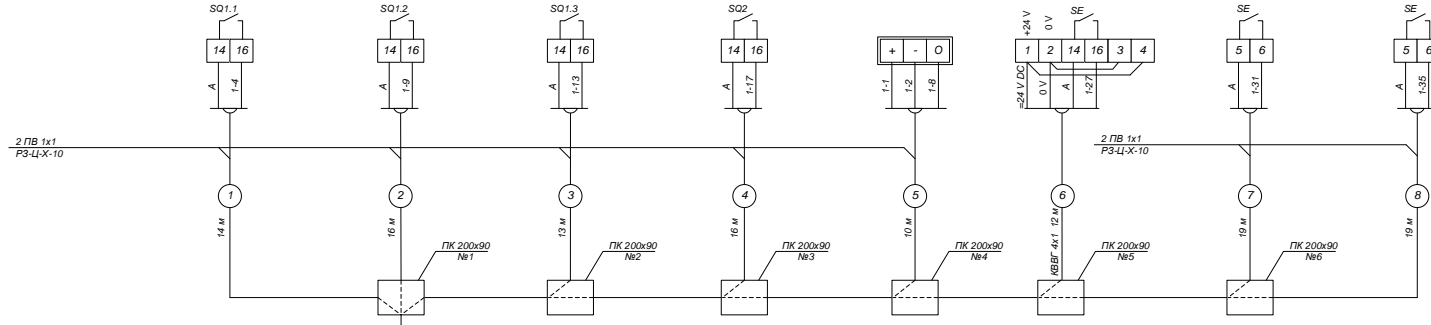 SQ1.1
SQ1.2
SQ1.3
SQ2
SE
SE
SE
+24 V
0 V
14 16
14 16
14 16
14 16
+ - 0
1 2 14 16 3 4
5 6
5 6
A
1-4
A
1-9
A
1-13
A
1-17
1-1
1-2
1-8
=24 V DC
0 V
A
1-27
A
1-31
A
1-35
2 ПВ 1х1
РЗ-Ц-Х-10
2 ПВ 1х1
РЗ-Ц-Х-10
1
2
3
4
5
6
7
8
14 м
16 м
13 м
16 м
10 м
КВВГ 4х1 12 м
19 м
19 м
ПК 200х90
№1
ПК 200х90
№2
ПК 200х90
№3
ПК 200х90
№4
ПК 200х90
№5
ПК 200х90
№6